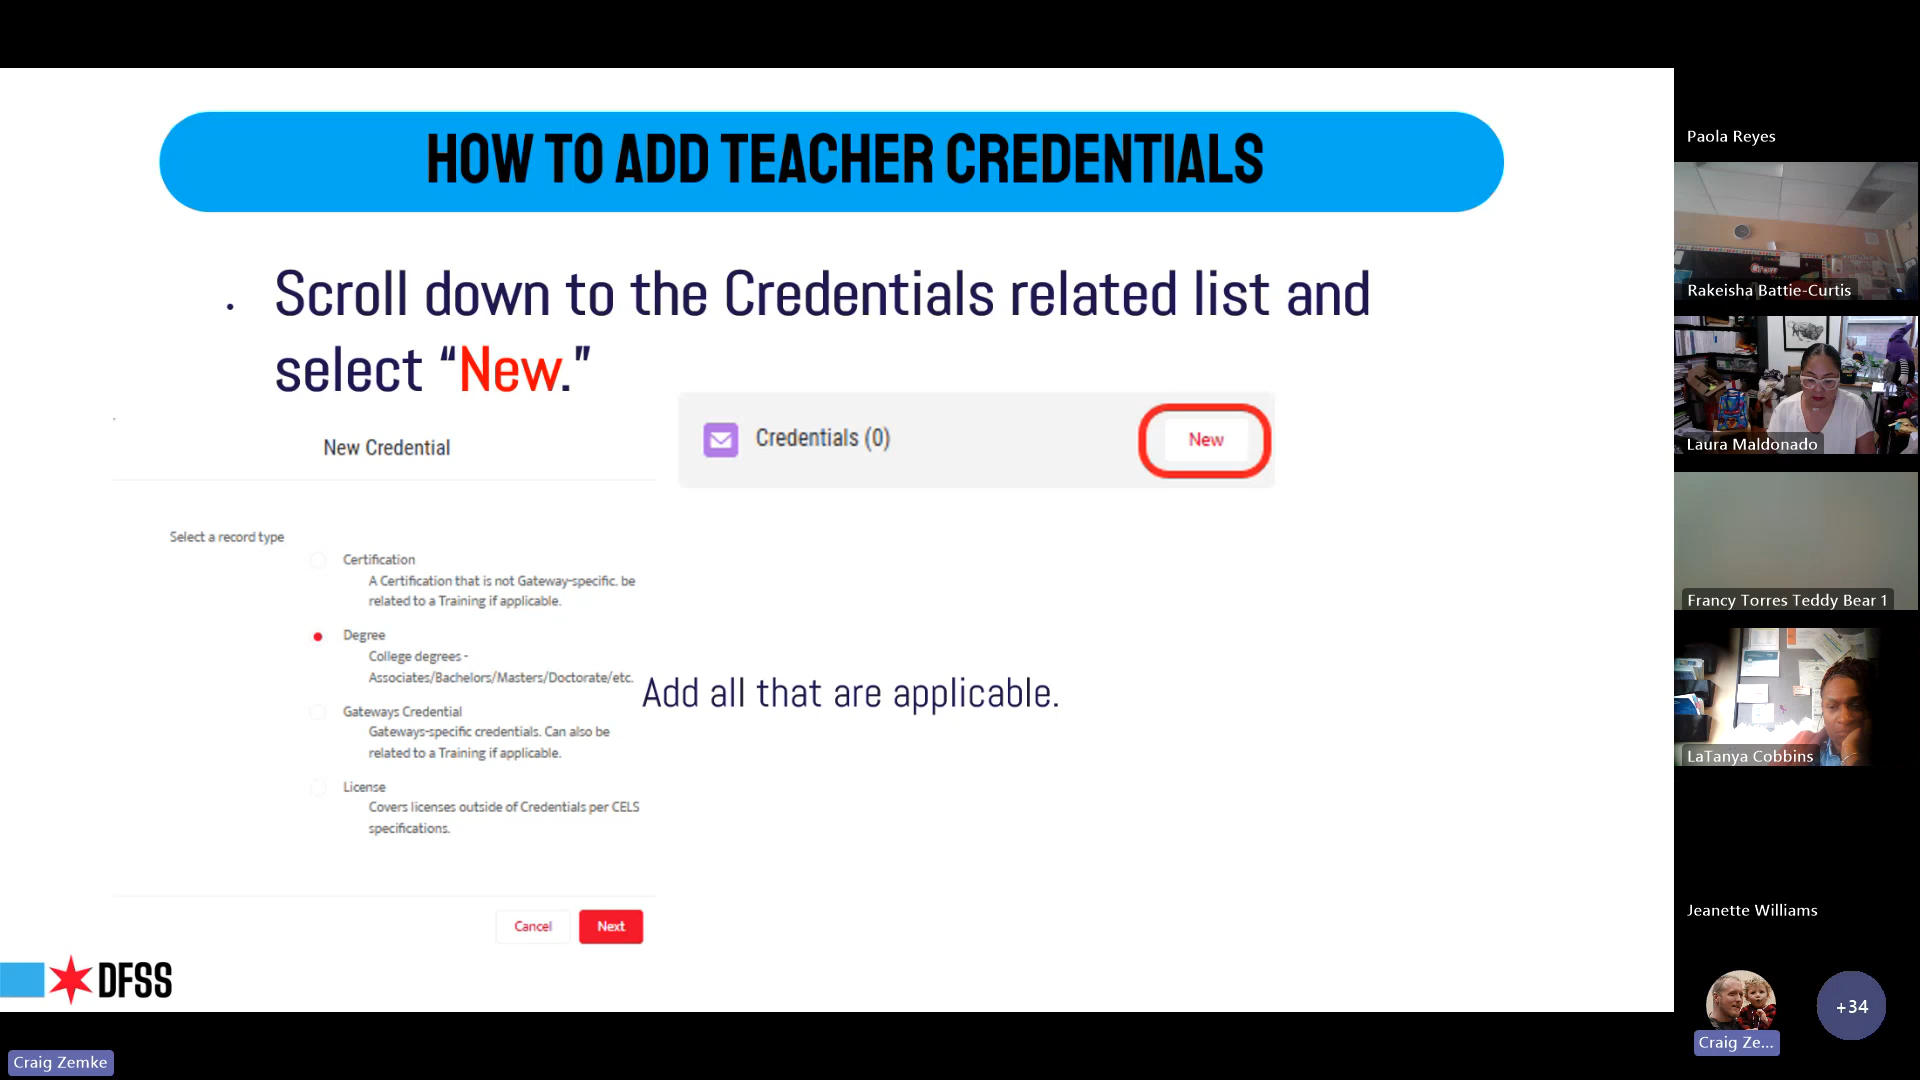 HOW TO ADD TEACHER CREDENTIALS
• Scroll down to the Credentials related list and
select “New.”
Credentials (0)
New
New Credential
Select a record type
Certification
A Certification that is not Gateway-specific. be
related to a Training if applicable.
Degree
College degrees -
Associates/Bachelors/Masters/Doctorate/etc.
Gateways Credential
Gateways-specific credentials. Can also be
related to a Training if applicable.
License
Covers licenses outside of Credentials per CELS
specifications.
Add all that are applicable.
Cancel
Next
DFSS
Craig Zemke
Paola Reyes
Rakeisha Battie-Curtis
Laura Maldonado
Francy Torres Teddy Bear 1
LaTanya Cobbins
Jeanette Williams
Craig Ze...
+34